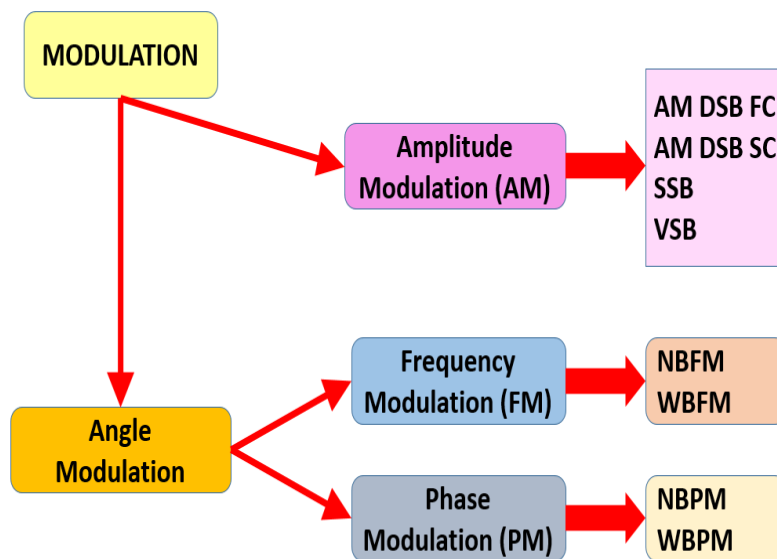 MODULATION
Amplitude
Modulation (AM)
AM DSB FC
AM DSB SC
SSB
VSB
Angle
Modulation
Frequency
Modulation (FM)
NBFM
WBFM
Phase
Modulation (PM)
NBPM
WBPM